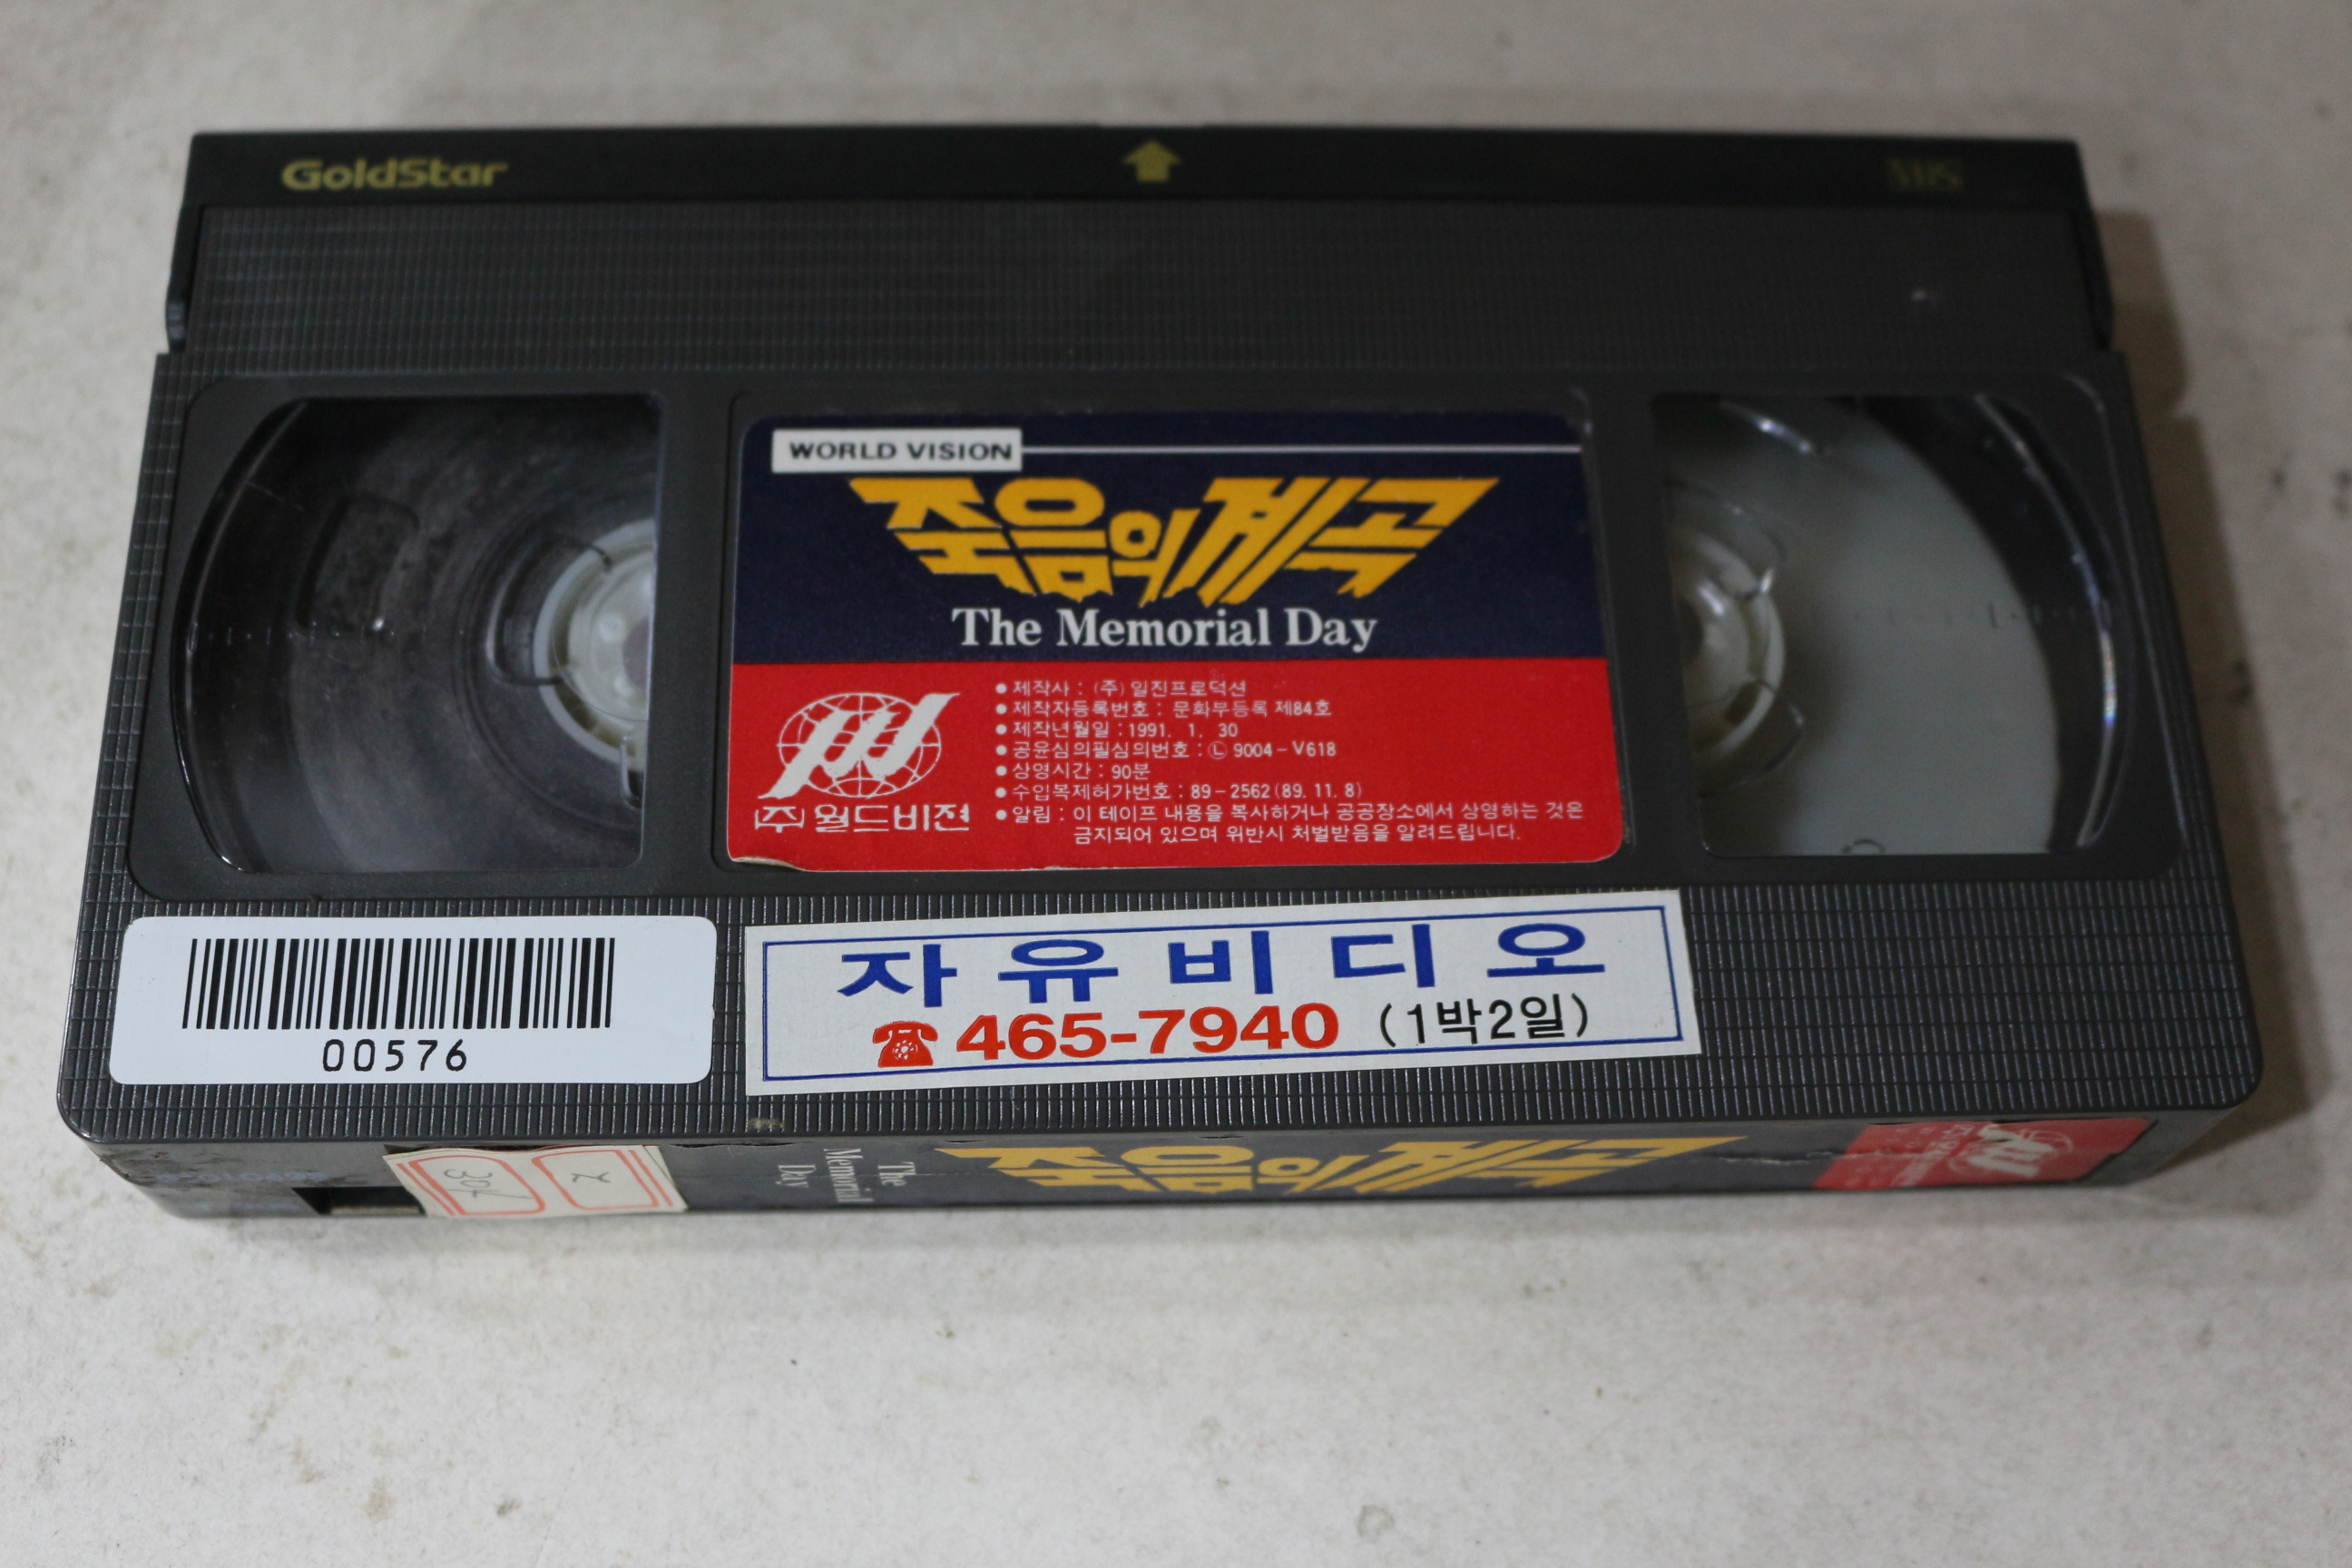 GoldStar
VHS
WORLD VISION
죽음의 계곡
The Memorial Day
(주) 월드비젼
● 제작사 : (주) 일진프로덕션
● 제작자등록번호 : 문화부등록 제84호
● 제작년월일 : 1991. 1. 30
● 공윤심의필심의번호 : Ⓛ 9004-V618
● 상영시간 : 90분
● 수입복제허가번호 : 89-2562 (89. 11. 8)
● 알림 : 이 테이프 내용을 복사하거나 공공장소에서 상영하는 것은
금지되어 있으며 위반시 처벌받음을 알려드립니다.
00576
자유비디오
☎ 465-7940 (1박2일)
The Memorial Day
죽음의 계곡